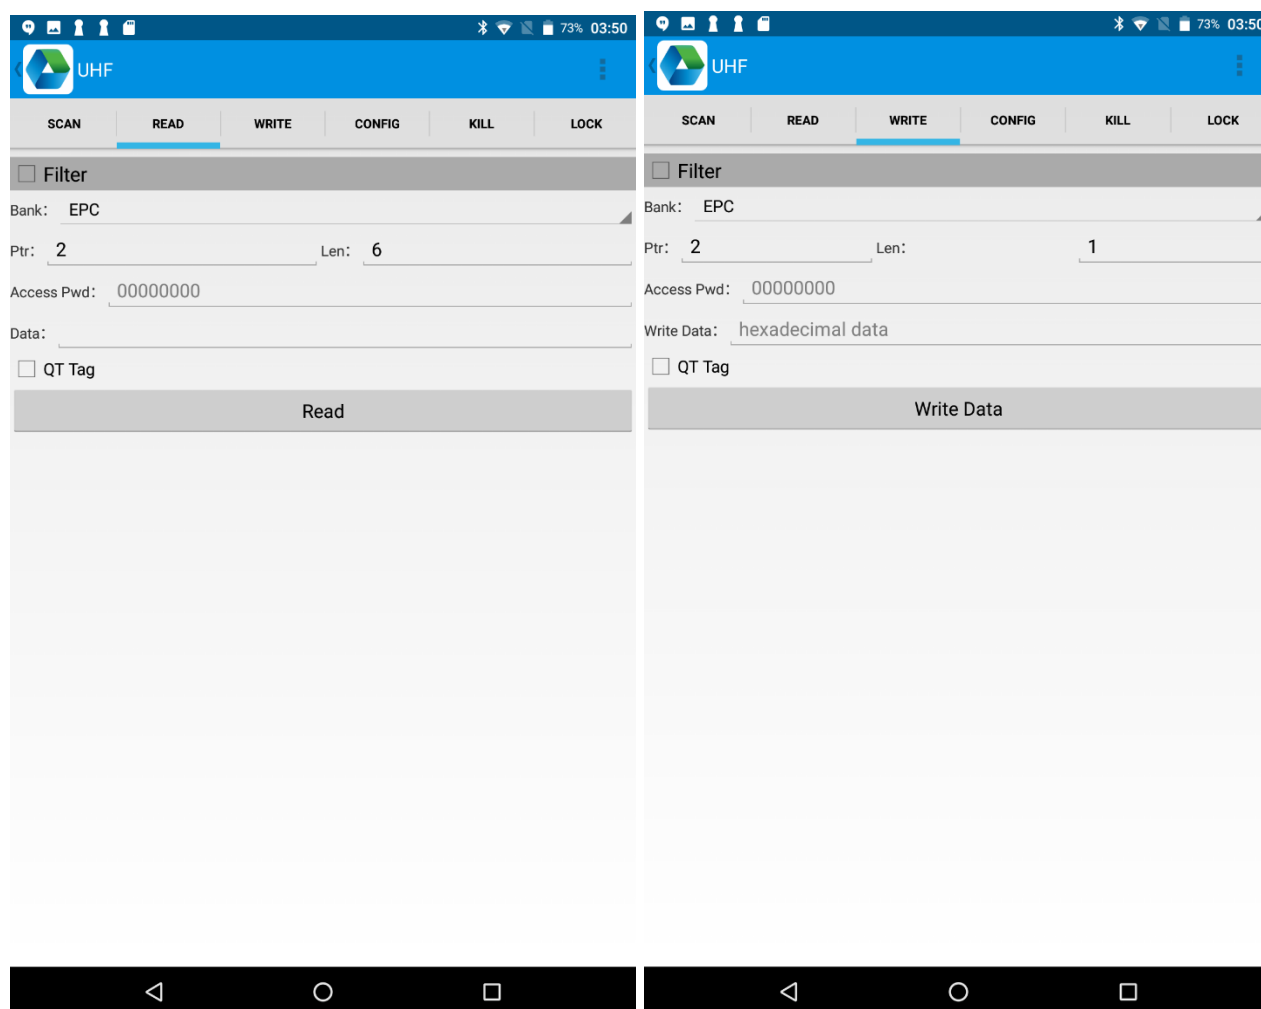 73% 03:50
UHF
SCAN READ WRITE CONFIG KILL LOCK
Filter
Bank: EPC
Ptr: 2 Len: 6
Access Pwd: 00000000
Data:
QT Tag
Read
73% 03:50
UHF
SCAN READ WRITE CONFIG KILL LOCK
Filter
Bank: EPC
Ptr: 2 Len: 1
Access Pwd: 00000000
Write Data: hexadecimal data
QT Tag
Write Data